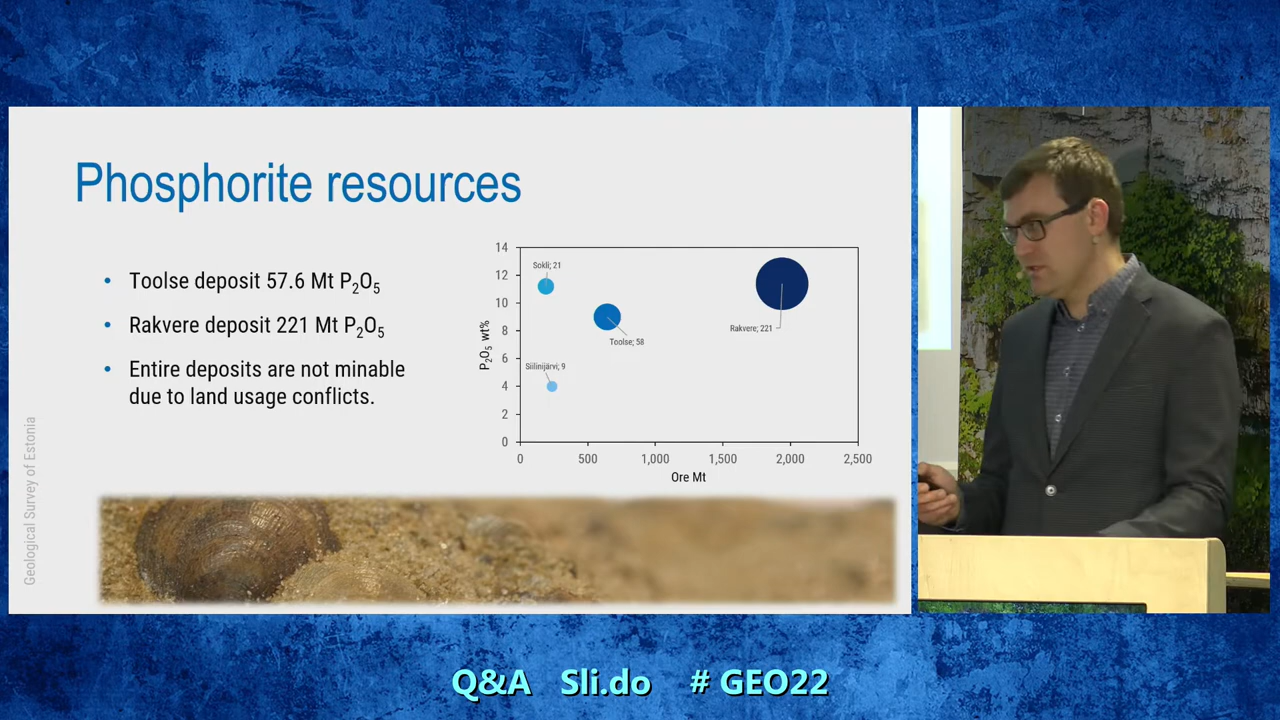 Phosphorite resources
• Toolse deposit 57.6 Mt P₂O₅
• Rakvere deposit 221 Mt P₂O₅
• Entire deposits are not minable
due to land usage conflicts.
Geological Survey of Estonia
14
12
10
8
6
4
2
0
P₂O₅ wt%
Sokli; 21
Toolse; 58
Rakvere; 221
Siilinijärvi; 9
0 500 1,000 1,500 2,000 2,500
Ore Mt
Q&A Sli.do # GEO22